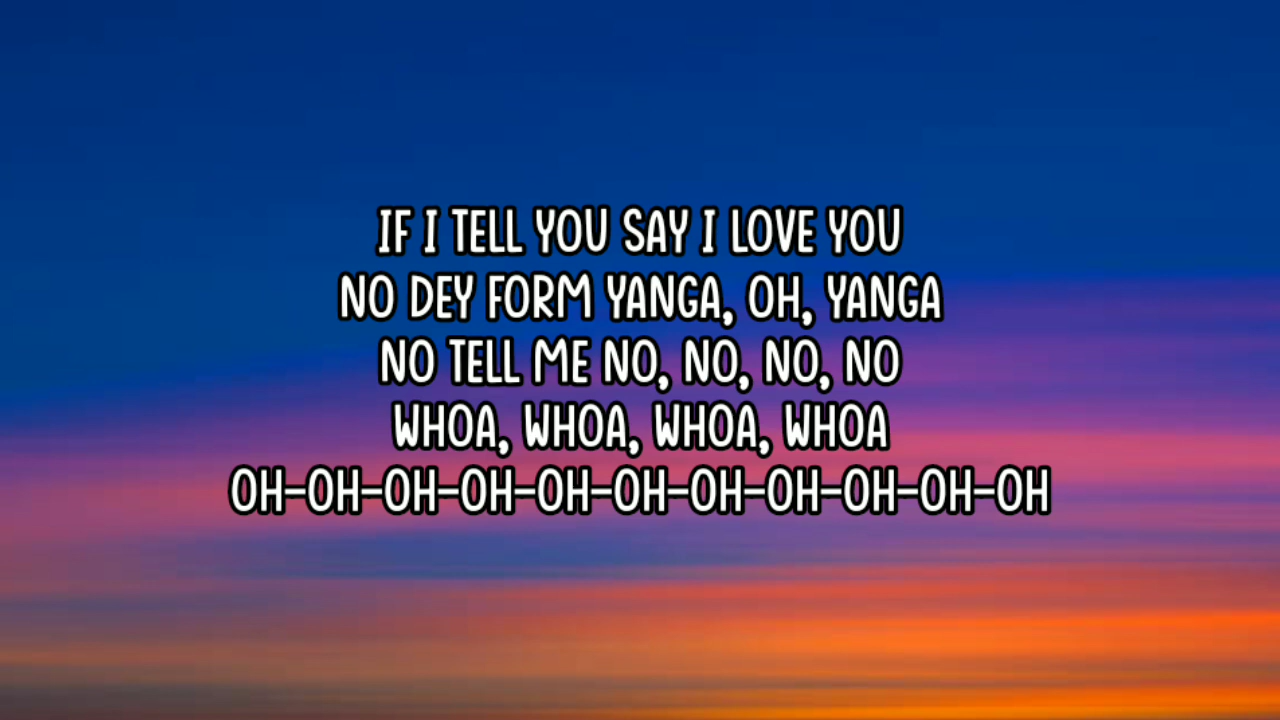 IF I TELL YOU SAY I LOVE YOU
NO DEY FORM YANGA, OH, YANGA
NO TELL ME NO, NO, NO, NO
WHOA, WHOA, WHOA, WHOA
OH-OH-OH-OH-OH-OH-OH-OH-OH-OH-OH